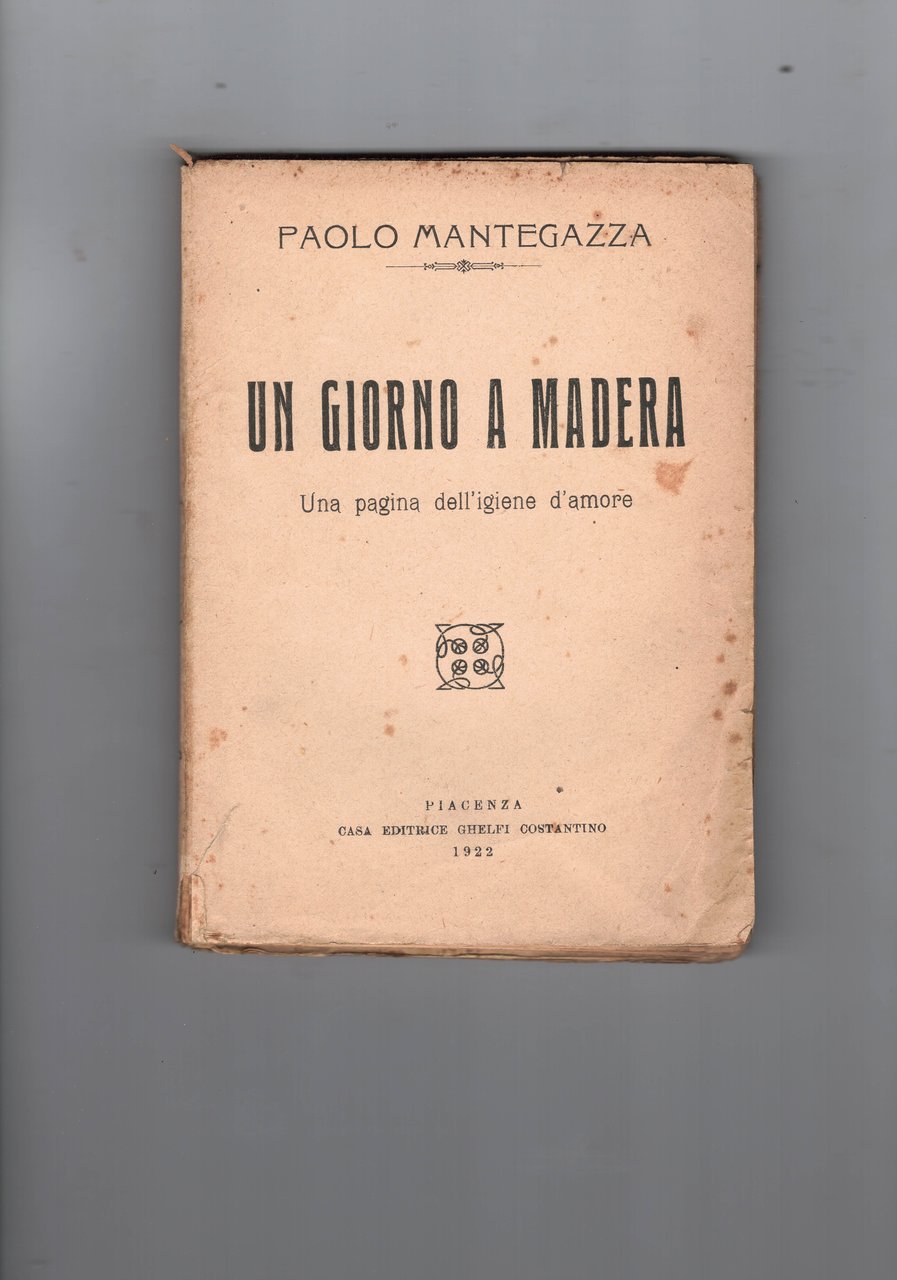 PAOLO MANTEGAZZA
UN GIORNO A MADERA
Una pagina dell'igiene d'amore
PIACENZA
CASA EDITRICE GHELFI COSTANTINO
1922